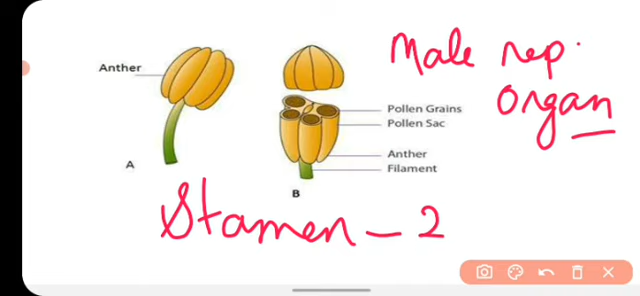 Male rep.
organ
Anther
Pollen Grains
Pollen Sac
Anther
Filament
A
B
Stamen - 2